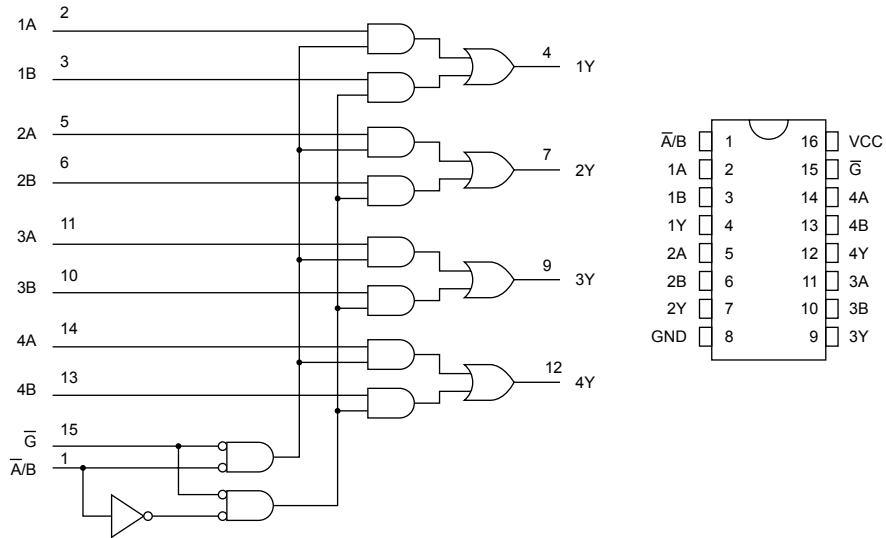 1A 2
1B 3
4 1Y
2A 5
2B 6
7 2Y
3A 11
3B 10
9 3Y
4A 14
4B 13
12 4Y
G̅ 15
A̅/B 1
A̅/B 1 16 VCC
1A 2 15 G̅
1B 3 14 4A
1Y 4 13 4B
2A 5 12 4Y
2B 6 11 3A
2Y 7 10 3B
GND 8 9 3Y